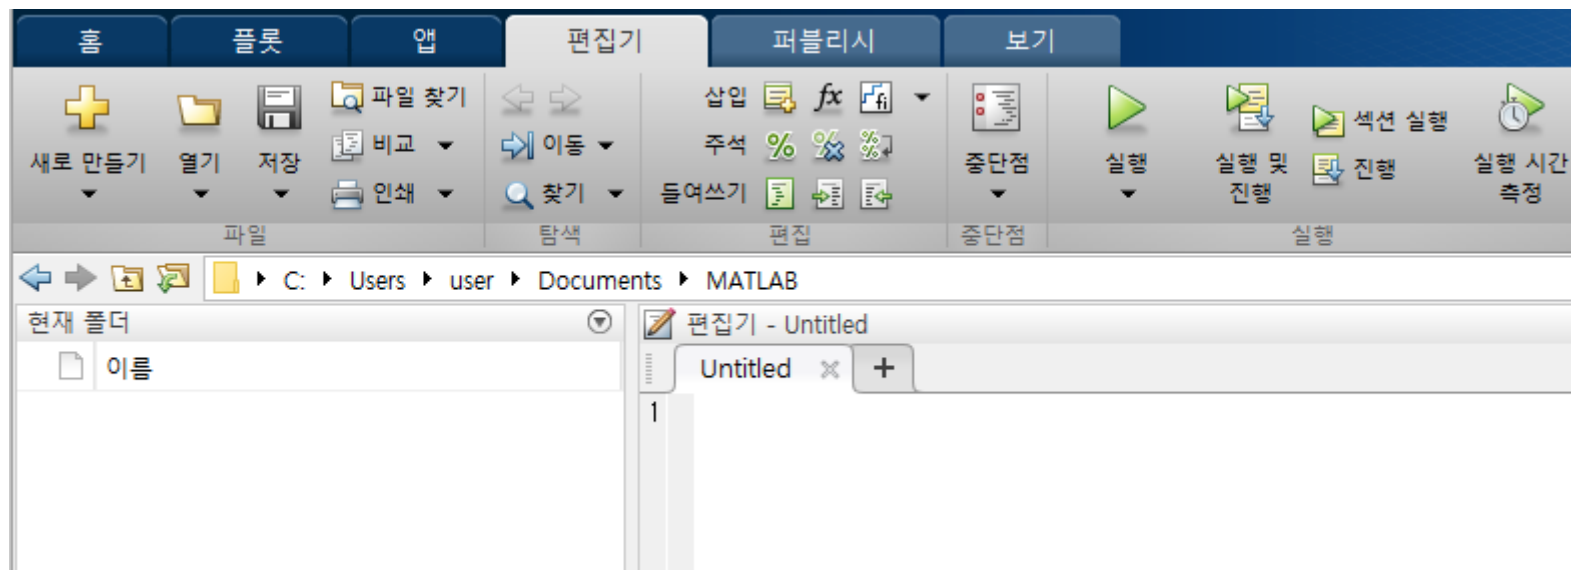 홈 플롯 앱 편집기 퍼블리시 보기
새로 만들기 열기 저장 파일 찾기 비교 인쇄
이동 찾기
삽입 fx fi
주석 % % %
들여쓰기
중단점
실행 실행 및 진행 섹션 실행 진행 실행 시간 측정
파일 탐색 편집 중단점 실행
C: Users user Documents MATLAB
현재 폴더 편집기 - Untitled
이름 Untitled +
1